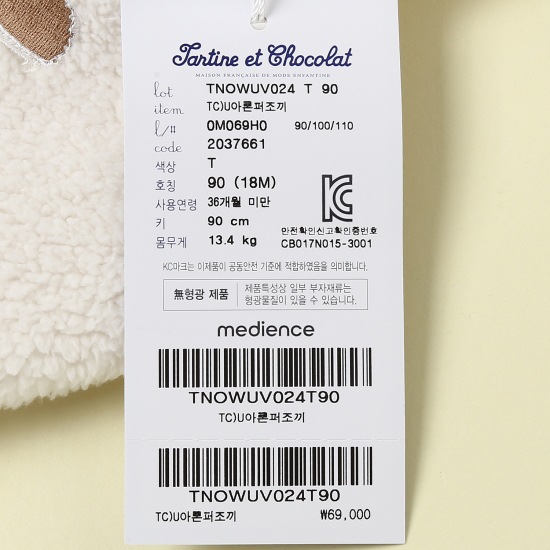 Tartine et Chocolat
MAISON FRANÇAISE DE MODE ENFANTINE
lot TNOWUV024 T 90
item TC)U아론퍼조끼
l/# 0M069H0 90/100/110
code 2037661
색상 T
호칭 90 (18M)
사용연령 36개월 미만
키 90 cm
몸무게 13.4 kg
안전확인신고확인증번호
CB017N015-3001
KC마크는 이제품이 공통안전 기준에 적합하였음을 의미합니다.
無형광 제품
제품특성상 일부 부자재류는
형광물질이 있을 수 있습니다.
medience
TNOWUV024T90
TC)U아론퍼조끼
TNOWUV024T90
TC)U아론퍼조끼 ₩69,000